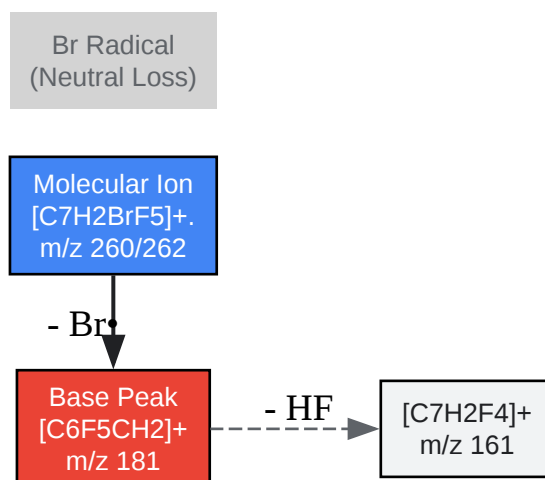 Br Radical
(Neutral Loss)
Molecular Ion
[C7H2BrF5]+.
m/z 260/262
- Br•
Base Peak
[C6F5CH2]+
m/z 181
- HF
[C7H2F4]+
m/z 161